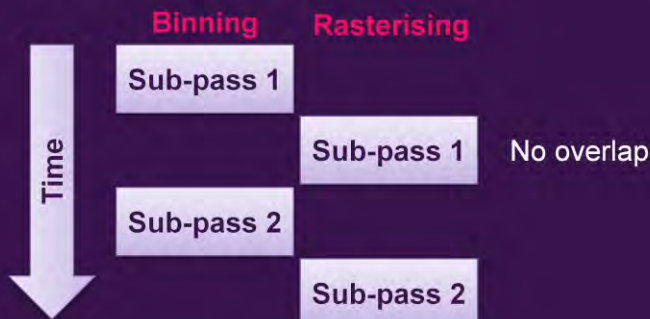 Binning Rasterising
Sub-pass 1
Sub-pass 1 No overlap
Time
Sub-pass 2
Sub-pass 2